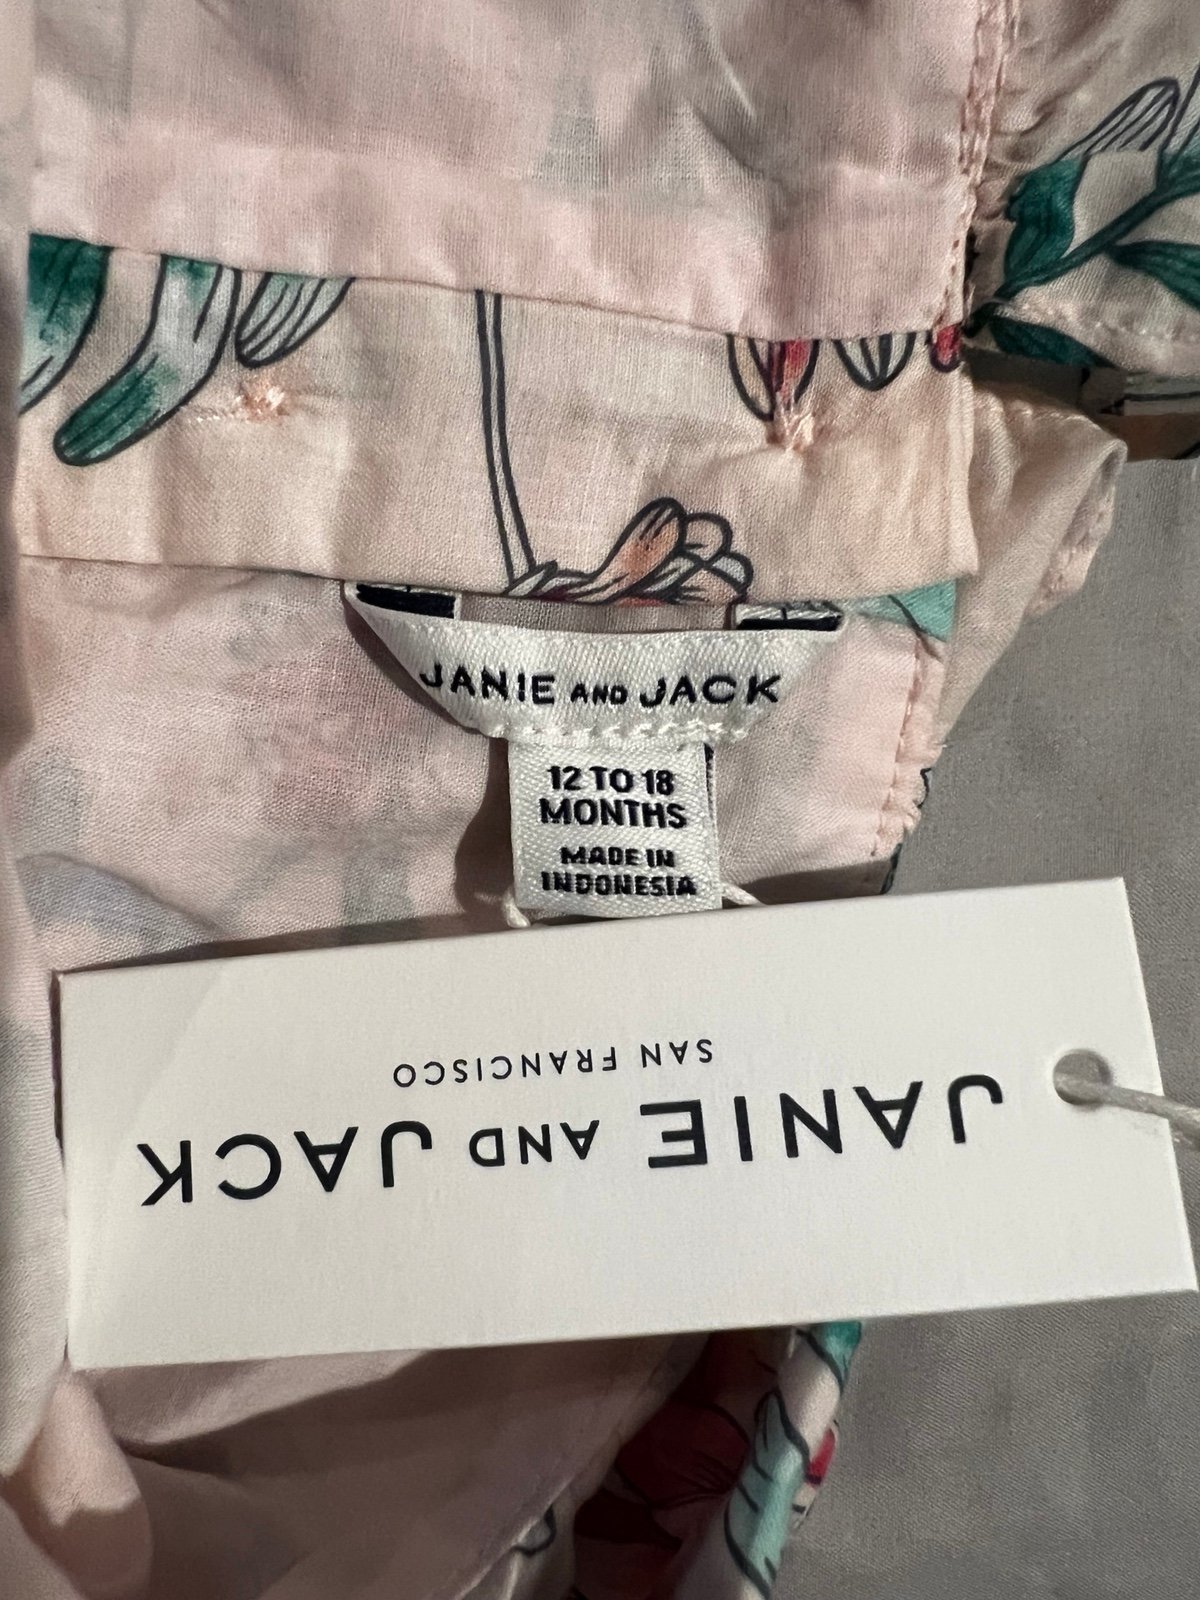 JANIE AND JACK
12 TO 18
MONTHS
MADE IN
INDONESIA
JANIE AND JACK
SAN FRANCISCO